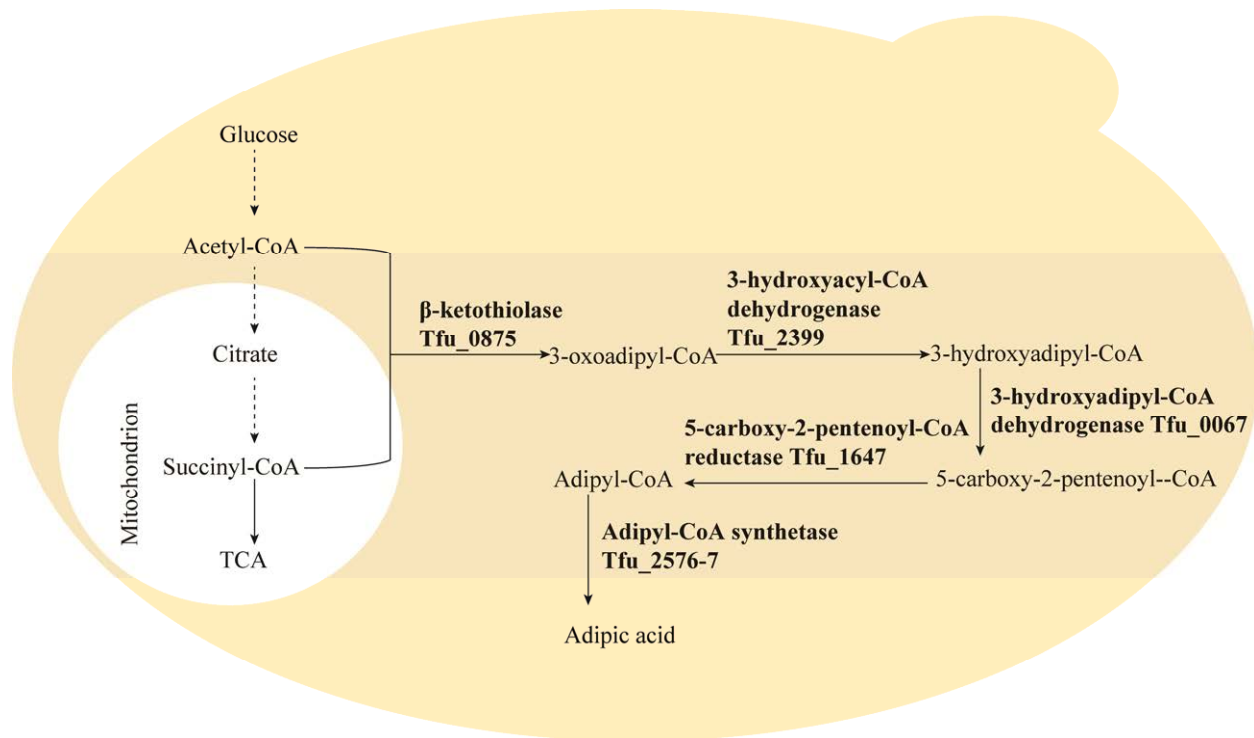 Glucose
Acetyl-CoA
Citrate
Succinyl-CoA
TCA
Mitochondrion
β-ketothiolase
Tfu_0875
3-oxoadipyl-CoA
3-hydroxyacyl-CoA
dehydrogenase
Tfu_2399
3-hydroxyadipyl-CoA
3-hydroxyadipyl-CoA
dehydrogenase Tfu_0067
5-carboxy-2-pentenoyl--CoA
5-carboxy-2-pentenoyl-CoA
reductase Tfu_1647
Adipyl-CoA
Adipyl-CoA synthetase
Tfu_2576-7
Adipic acid